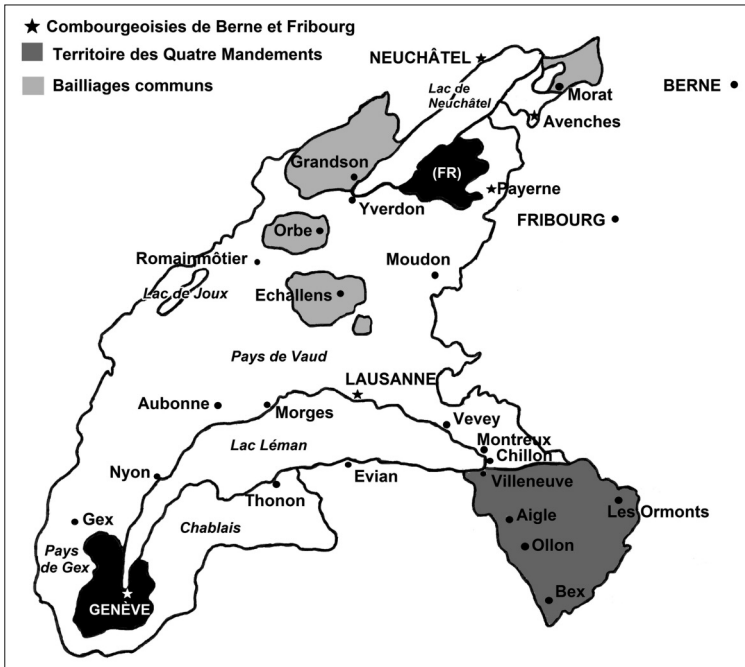 Combourgeoisies de Berne et Fribourg
Territoire des Quatre Mandements
Bailliages communs
NEUCHÂTEL
Lac de
Neuchâtel
Morat
BERNE
Avenches
Grandson
(FR)
Payerne
Yverdon
FRIBOURG
Orbe
Romainmôtier
Moudon
Lac de Joux
Echallens
Pays de Vaud
LAUSANNE
Aubonne
Morges
Vevey
Lac Léman
Montreux
Chillon
Nyon
Evian
Villeneuve
Thonon
Les Ormonts
Gex
Chablais
Aigle
Pays
de Gex
Ollon
Bex
GENÈVE